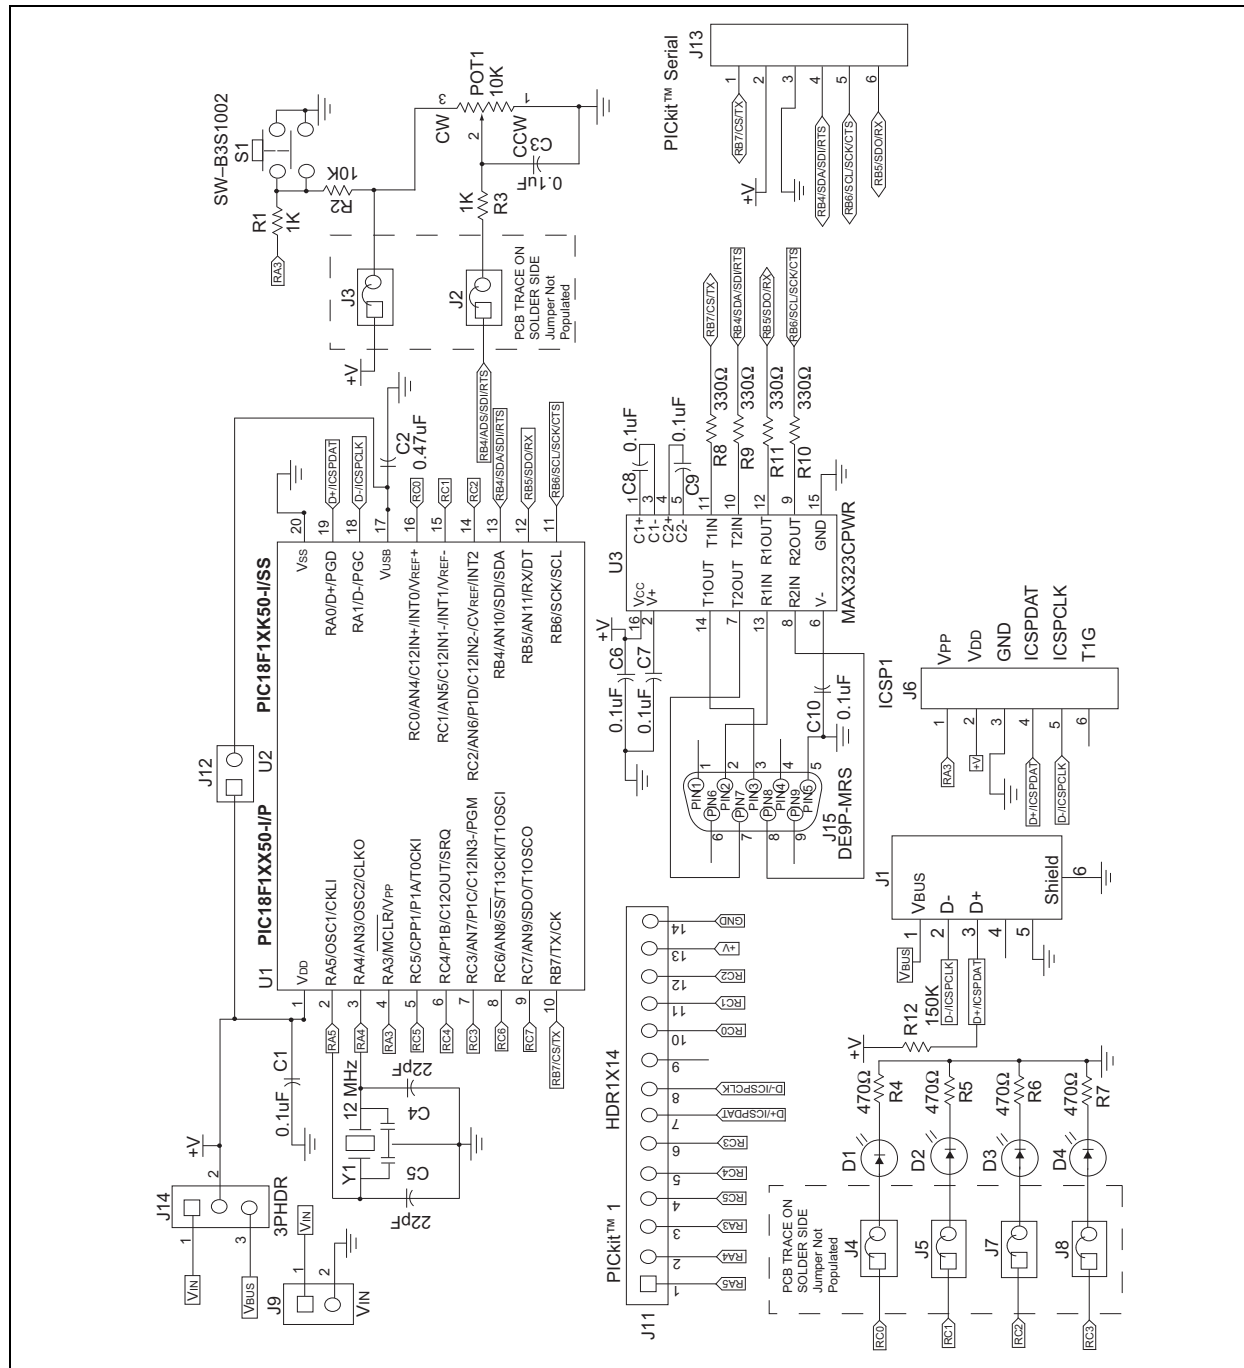 SW–B3S1002
S1
R1
1K
RA3
10K
R2
3
CW
POT1
10K
1
2
CCW
C3
0.1uF
1K
R3
J3
J2
+V
PCB TRACE ON
SOLDER SIDE
Jumper Not
Populated
RB4/ADS/SDI/RTS
PICkit™ Serial
J13
1
2
3
4
5
6
RB7/CS/TX
+V
RB4/SDA/SDI/RTS
RB6/SCL/SCK/CTS
RB5/SDO/RX
U1
PIC18F1XX50-I/P
U2
PIC18F1XK50-I/SS
J12
VDD
RA5/OSC1/CKLI
RA4/AN3/OSC2/CLKO
RA3/MCLR/VPP
RC5/CPP1/P1A/T0CKI
RC4/P1B/C12OUT/SRQ
RC3/AN7/P1C/C12IN3-/PGM
RC6/AN8/SS/T13CKI/T1OSCI
RC7/AN9/SDO/T1OSCO
RB7/TX/CK
1
2
3
4
5
6
7
8
9
10
RA5
RA4
RA3
RC5
RC4
RC3
RC6
RC7
RB7/CS/TX
VSS
RA0/D+/PGD
RA1/D-/PGC
VUSB
RC0/AN4/C12IN+/INT0/VREF+
RC1/AN5/C12IN1-/INT1/VREF-
RC2/AN6/P1D/C12IN2-/CVREF/INT2
RB4/AN10/SDI/SDA
RB5/AN11/RX/DT
RB6/SCK/SCL
20
19
18
17
16
15
14
13
12
11
D+/ICSPDAT
D-/ICSPCLK
C2
0.47uF
RC0
RC1
RC2
RB4/SDA/SDI/RTS
RB5/SDO/RX
RB6/SCL/SCK/CTS
0.1uF
C1
+V
J14
1
2
3
3PHDR
VIN
VBUS
J9
1
2
VIN
VIN
Y1
12 MHz
22pF
C4
C5
22pF
U3
MAX323CPWR
VCC
V+
T1OUT
T2OUT
R1IN
R2IN
V-
16
2
14
7
13
8
6
C1+
C1-
C2+
C2-
T1IN
T2IN
R1OUT
R2OUT
GND
1
3
4
5
11
10
12
9
15
C8
0.1uF
C9
0.1uF
R8
330Ω
R9
330Ω
R11
330Ω
R10
330Ω
RB7/CS/TX
RB4/SDA/SDI/RTS
RB5/SDO/RX
RB6/SCL/SCK/CTS
+V
0.1uF
C6
0.1uF
C7
C10
0.1uF
PIN1
PIN6
PIN2
PIN7
PIN3
PIN8
PIN4
PIN9
PIN5
1
2
3
4
5
6
7
8
9
J15
DE9P-MRS
ICSP1
J6
1
2
3
4
5
6
VPP
VDD
GND
ICSPDAT
ICSPCLK
T1G
RA3
+V
D+/ICSPDAT
D-/ICSPCLK
J1
VBUS
D-
D+
Shield
1
2
3
4
5
6
VBUS
D-/ICSPCLK
D+/ICSPDAT
R12
150K
+V
J11
PICkit™ 1
HDR1X14
1
2
3
4
5
6
7
8
9
10
11
12
13
14
RA5
RA4
RA3
RC5
RC4
RC3
D+/ICSPDAT
D-/ICSPCLK
RC0
RC1
RC2
+V
GND
PCB TRACE ON
SOLDER SIDE
Jumper Not
Populated
RC0
J4
D1
470Ω
R4
RC1
J5
D2
470Ω
R5
RC2
J7
D3
470Ω
R6
RC3
J8
D4
470Ω
R7